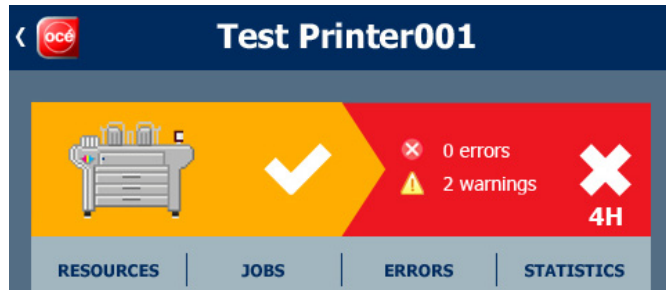 océ
Test Printer001
0 errors
2 warnings
4H
RESOURCES JOBS ERRORS STATISTICS